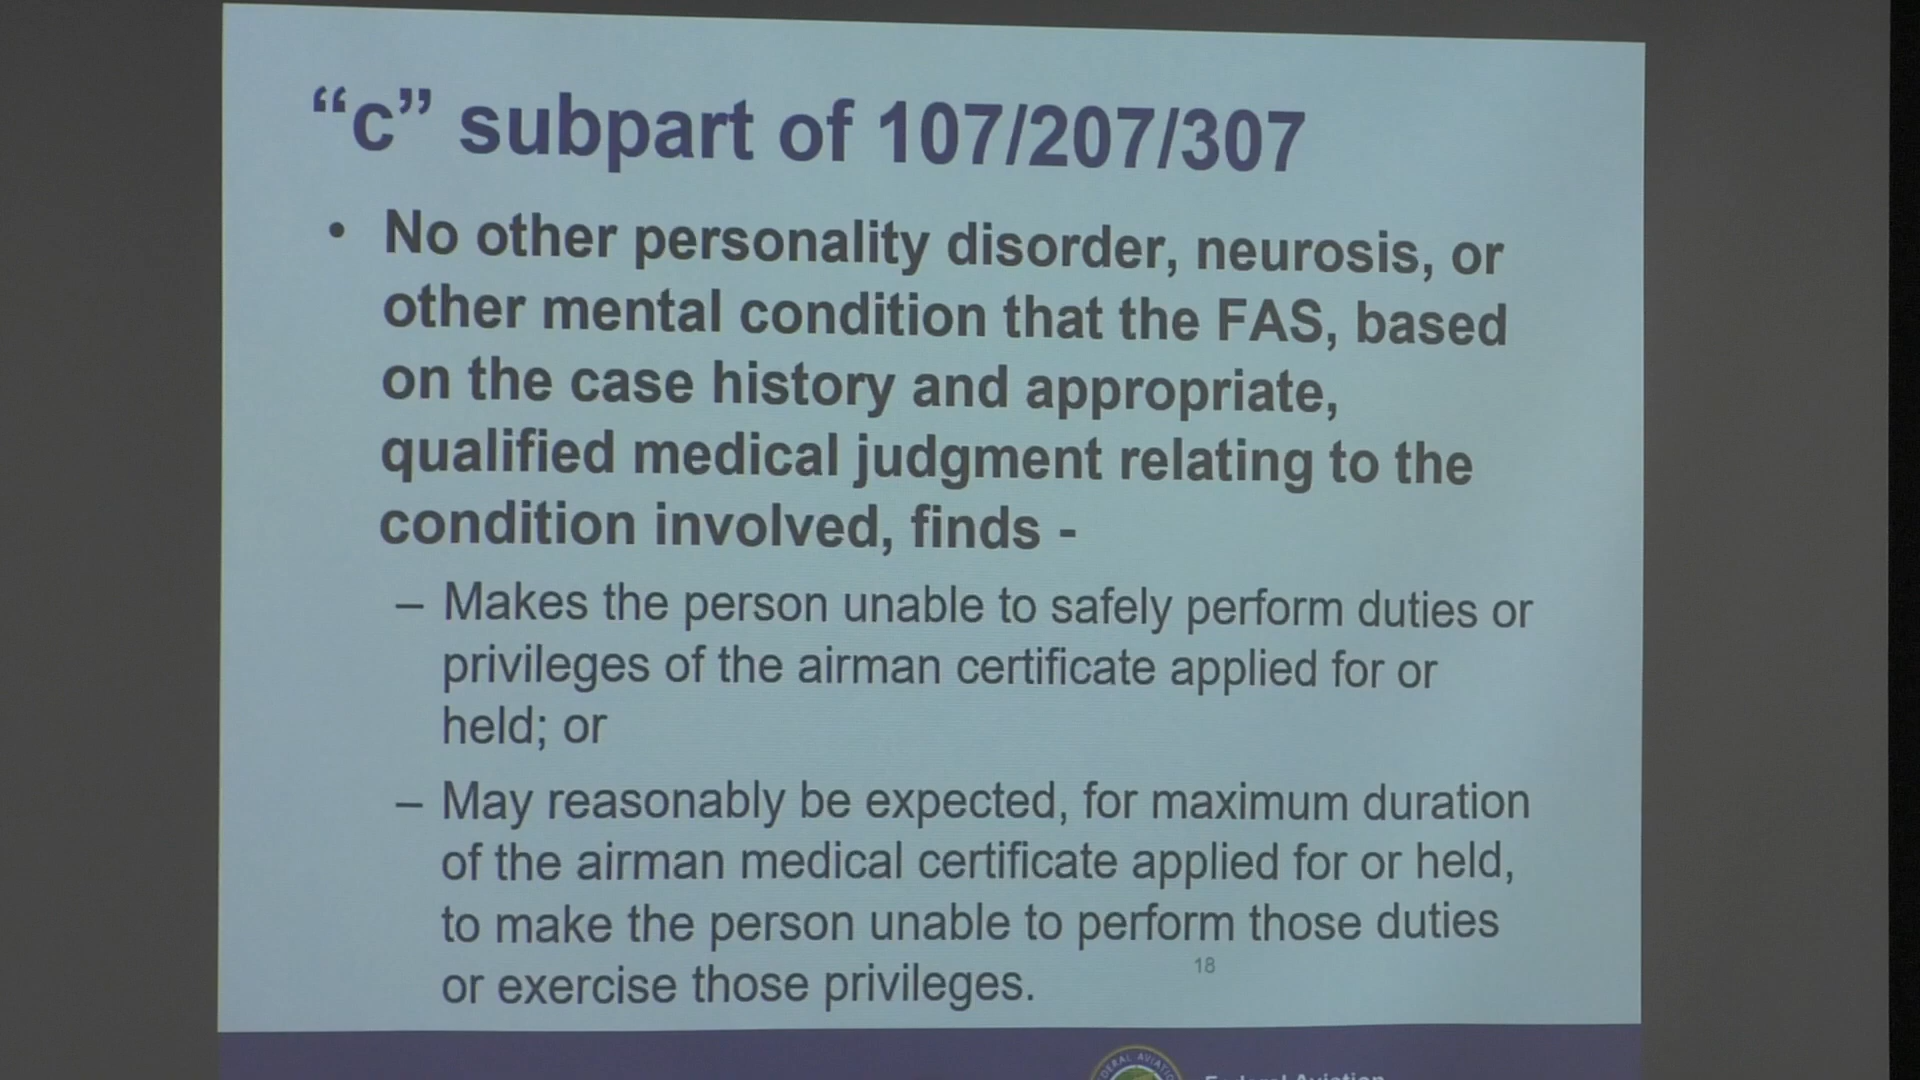 “c” subpart of 107/207/307
• No other personality disorder, neurosis, or
other mental condition that the FAS, based
on the case history and appropriate,
qualified medical judgment relating to the
condition involved, finds -
– Makes the person unable to safely perform duties or
privileges of the airman certificate applied for or
held; or
– May reasonably be expected, for maximum duration
of the airman medical certificate applied for or held,
to make the person unable to perform those duties
or exercise those privileges.
18
Federal Aviation